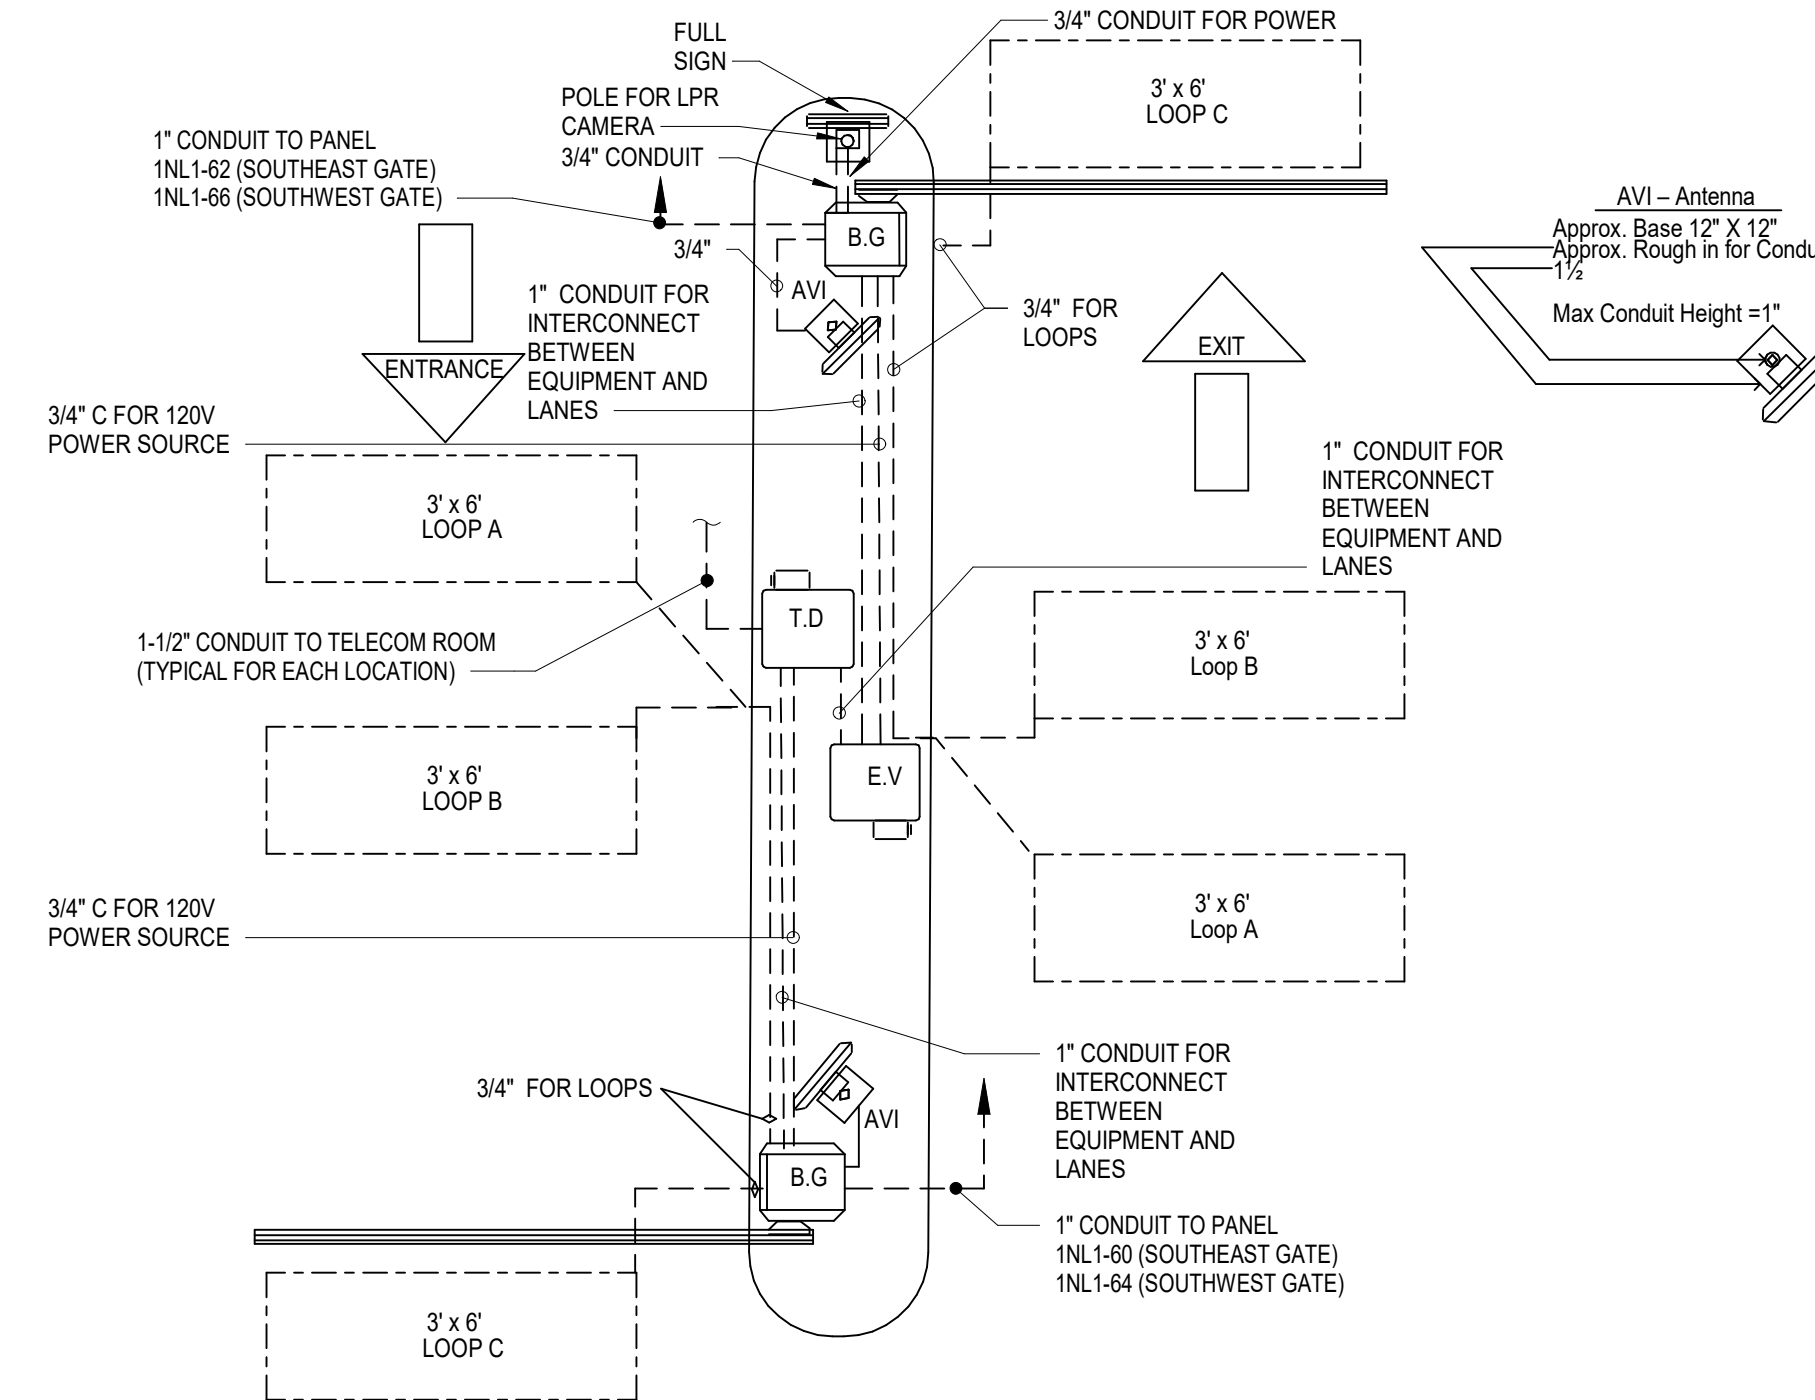 FULL
SIGN
3/4" CONDUIT FOR POWER
POLE FOR LPR
CAMERA
3/4" CONDUIT
3' x 6'
LOOP C
1" CONDUIT TO PANEL
1NL1-62 (SOUTHEAST GATE)
1NL1-66 (SOUTHWEST GATE)
AVI – Antenna
Approx. Base 12" X 12"
Approx. Rough in for Condu
1½
Max Conduit Height =1"
B.G
3/4"
AVI
1" CONDUIT FOR
INTERCONNECT
BETWEEN
EQUIPMENT AND
LANES
3/4" FOR
LOOPS
EXIT
ENTRANCE
3/4" C FOR 120V
POWER SOURCE
1" CONDUIT FOR
INTERCONNECT
BETWEEN
EQUIPMENT AND
LANES
3' x 6'
LOOP A
T.D
1-1/2" CONDUIT TO TELECOM ROOM
(TYPICAL FOR EACH LOCATION)
3' x 6'
Loop B
3' x 6'
LOOP B
E.V
3/4" C FOR 120V
POWER SOURCE
3' x 6'
Loop A
1" CONDUIT FOR
INTERCONNECT
BETWEEN
EQUIPMENT AND
LANES
3/4" FOR LOOPS
AVI
B.G
1" CONDUIT TO PANEL
1NL1-60 (SOUTHEAST GATE)
1NL1-64 (SOUTHWEST GATE)
3' x 6'
LOOP C